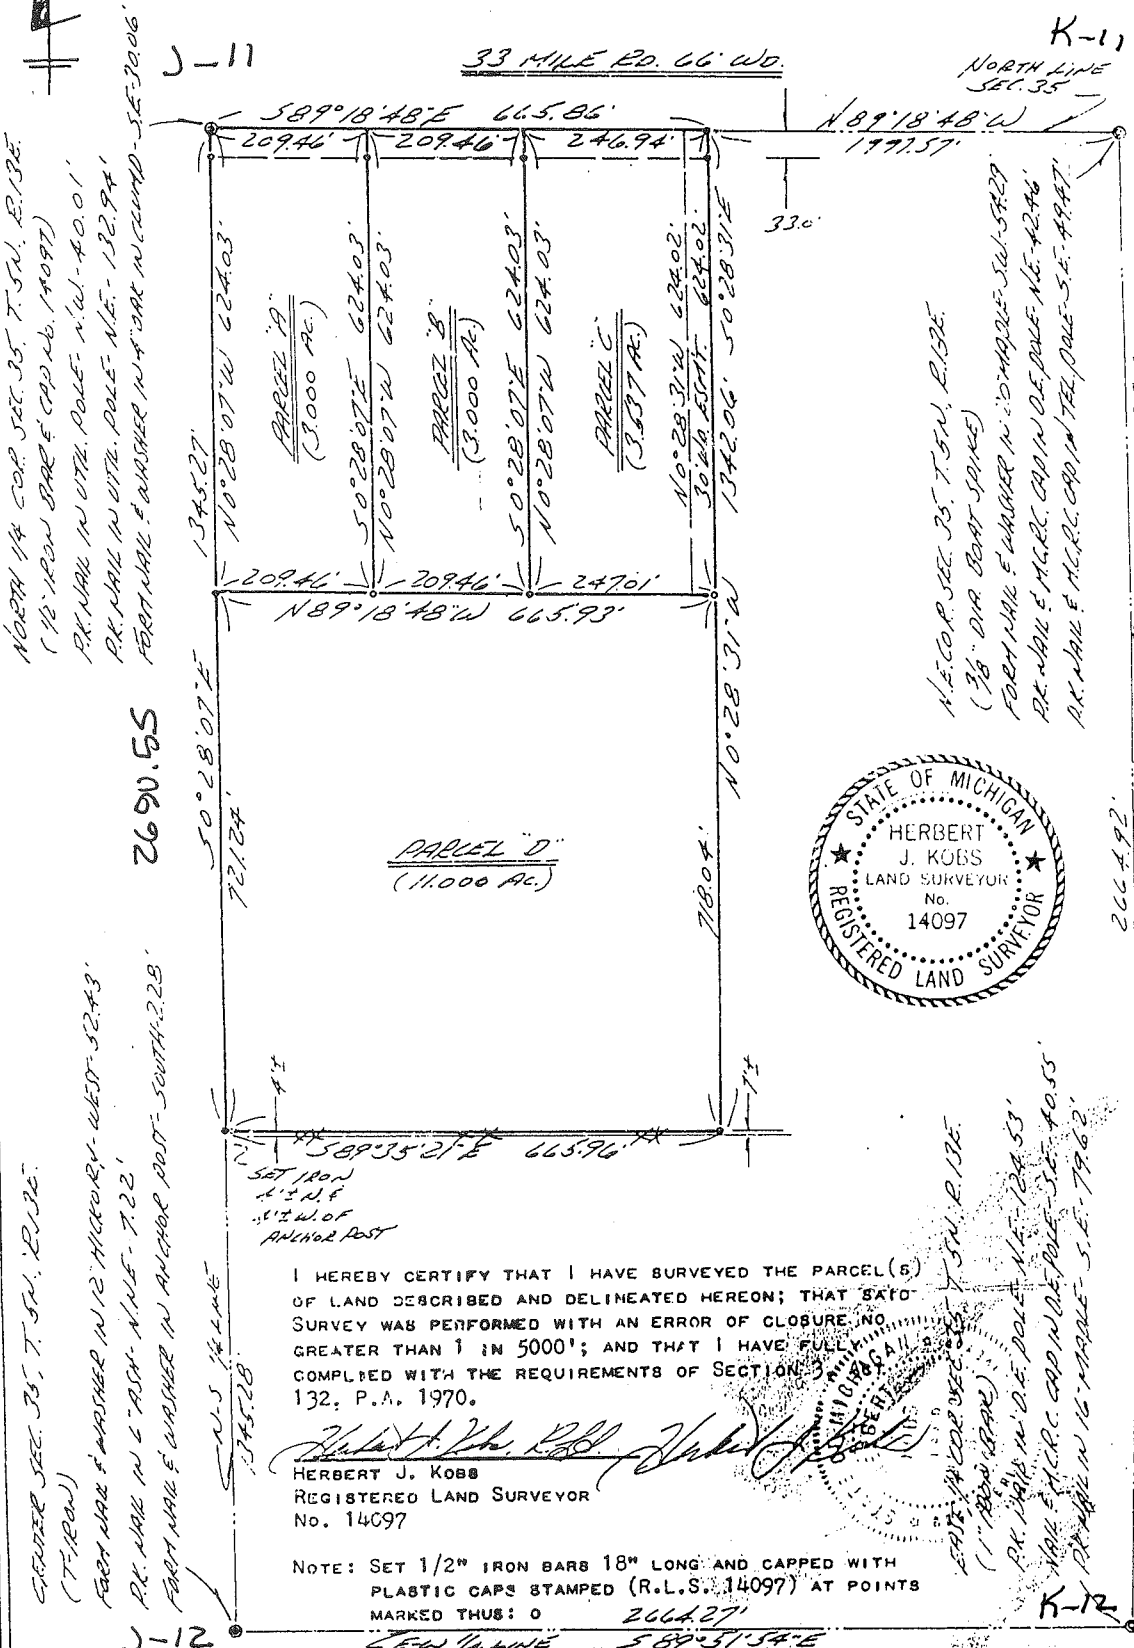 J-11
33 MILE RD. 66' WD.
K-11
NORTH LINE
SEC. 35
S89°18'48"E 665.86'
209.46' 209.46' 246.94'
N89°18'48"W
1997.57'
33.0'
NORTH 1/4 COR. SEC. 35, T.5N., R.13E.
(1/2" IRON BAR & CAP NO. 14097)
P.K. NAIL IN UTIL. POLE - N.W. - 40.01'
P.K. NAIL IN UTIL. POLE - N.E. - 132.94'
FORM NAIL & WASHER IN 4" OAK IN CLUMP - S.E. - 30.06'
1345.27'
N0°28'07"W 624.03'
PARCEL "A"
(3.000 AC.)
S0°28'07"E 624.03'
N0°28'07"W 624.03'
PARCEL "B"
(3.000 AC.)
S0°28'07"E 624.03'
N0°28'07"W 624.03'
PARCEL "C"
(3.537 AC.)
N0°28'31"W 624.02'
30' WD. ESM'T. 624.02'
1342.06' S0°28'31"E
209.46' 209.46' 247.01'
N89°18'48"W 665.93'
N.E. COR. SEC. 35, T.5N., R.13E.
(3/8" DIA. BOAT SPIKE)
FORM NAIL & WASHER IN 20" MAPLE - S.W. - 54.29'
P.K. NAIL & M.C.R.C. CAP IN D.E. POLE - N.E. - 42.46'
P.K. NAIL & M.C.R.C. CAP IN TEL. POLE - S.E. - 49.47'
2690.55
S0°28'07"E
721.24'
PARCEL "D"
(11.000 AC.)
N0°28'31"W
718.04'
2664.92'
STATE OF MICHIGAN
HERBERT
J. KOBS
LAND SURVEYOR
No.
14097
REGISTERED LAND SURVEYOR
4'±
1'±
S89°35'21"E 665.96'
SET IRON
4'± N. &
4'± W. OF
ANCHOR POST
CENTER SEC. 35, T.5N., R.13E.
(T-IRON)
FORM NAIL & WASHER IN 12" HICKORY - WEST - 52.43'
P.K. NAIL IN 6" ASH - N.N.E. - 7.22'
FORM NAIL & WASHER IN ANCHOR POST - SOUTH - 2.28'
N-S 1/4 LINE
1345.28'
I HEREBY CERTIFY THAT I HAVE SURVEYED THE PARCEL(S)
OF LAND DESCRIBED AND DELINEATED HEREON; THAT SAID
SURVEY WAS PERFORMED WITH AN ERROR OF CLOSURE NO
GREATER THAN 1 IN 5000'; AND THAT I HAVE FULLY
COMPLIED WITH THE REQUIREMENTS OF SECTION 3,
132, P.A. 1970.
HERBERT J. KOBS
REGISTERED LAND SURVEYOR
No. 14097
NOTE: SET 1/2" IRON BARS 18" LONG AND CAPPED WITH
PLASTIC CAPS STAMPED (R.L.S. 14097) AT POINTS
MARKED THUS: O
EAST 1/4 COR. SEC. 35, T.5N., R.13E.
(1" IRON BAR)
P.K. NAIL IN D.E. POLE - N.E. - 124.53'
NAIL & M.C.R.C. CAP IN D.E. POLE - S.E. - 40.55'
P.K. NAIL IN 16" MAPLE - S.E. - 79.62'
J-12
2664.27'
E-W 1/4 LINE S89°51'54"E
K-12